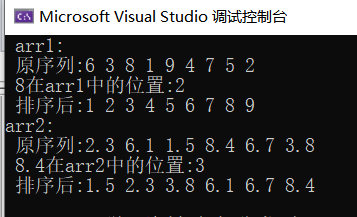 Microsoft Visual Studio 调试控制台
arr1:
原序列:6 3 8 1 9 4 7 5 2
8在arr1中的位置:2
排序后:1 2 3 4 5 6 7 8 9
arr2:
原序列:2.3 6.1 1.5 8.4 6.7 3.8
8.4在arr2中的位置:3
排序后:1.5 2.3 3.8 6.1 6.7 8.4